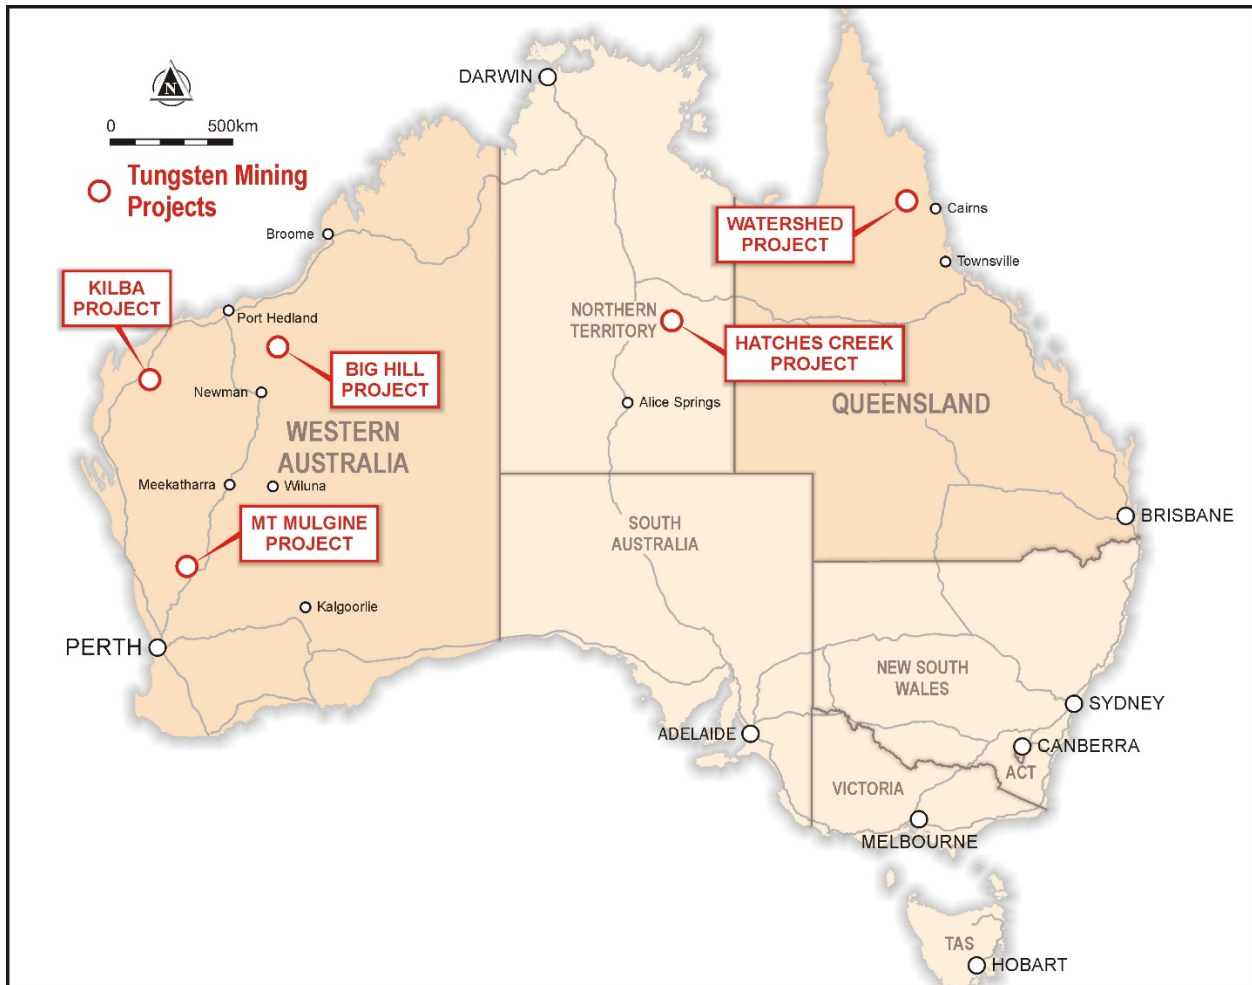 DARWIN
N
0 500km
Tungsten Mining
Projects
Broome
WATERSHED
PROJECT
Cairns
Townsville
KILBA
PROJECT
Port Hedland
NORTHERN
TERRITORY
HATCHES CREEK
PROJECT
BIG HILL
PROJECT
Newman
Alice Springs
QUEENSLAND
WESTERN
AUSTRALIA
Meekatharra
Wiluna
MT MULGINE
PROJECT
SOUTH
AUSTRALIA
BRISBANE
Kalgoorlie
PERTH
NEW SOUTH
WALES
SYDNEY
ADELAIDE
CANBERRA
ACT
VICTORIA
MELBOURNE
TAS
HOBART